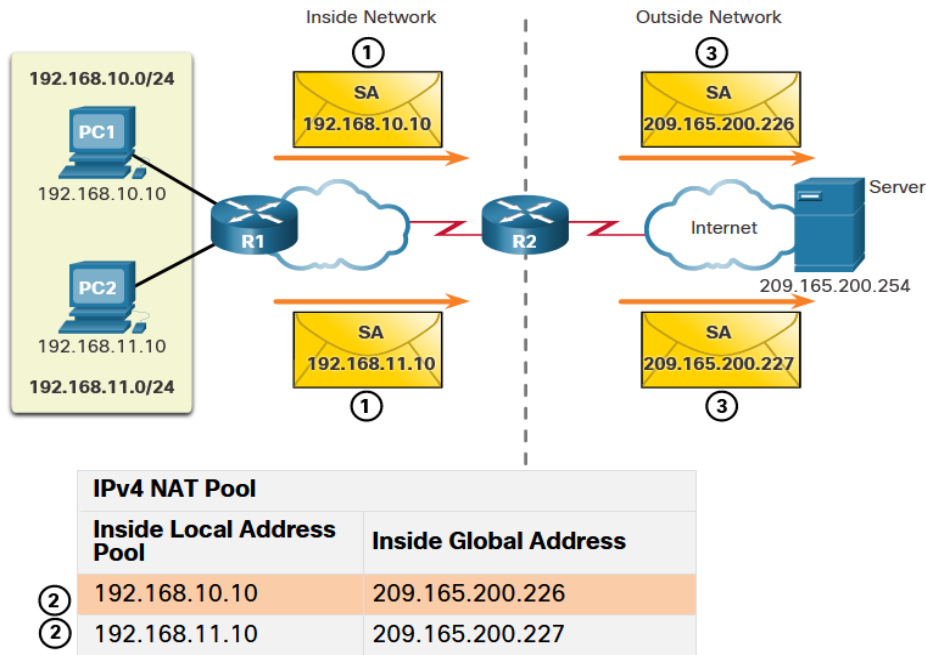 Inside Network
Outside Network
1
3
192.168.10.0/24
SA
192.168.10.10
SA
209.165.200.226
PC1
192.168.10.10
R1
R2
Internet
Server
209.165.200.254
PC2
192.168.11.10
192.168.11.0/24
SA
192.168.11.10
SA
209.165.200.227
1
3
IPv4 NAT Pool
Inside Local Address
Pool
Inside Global Address
2
192.168.10.10
209.165.200.226
2
192.168.11.10
209.165.200.227